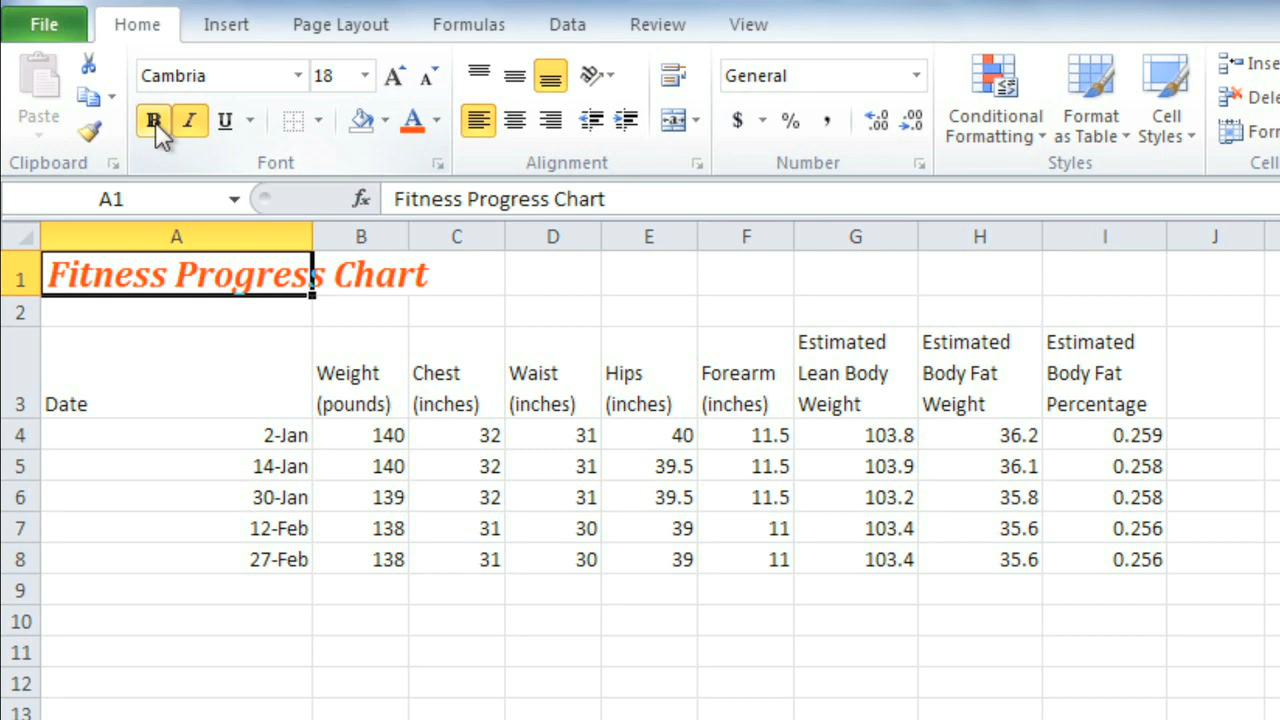 File Home Insert Page Layout Formulas Data Review View
Cambria 18 General
Paste B I U A $ % , Conditional Formatting Format as Table Cell Styles
Clipboard Font Alignment Number Styles
A1 fx Fitness Progress Chart
A B C D E F G H I J
1 Fitness Progress Chart
2
3 Date Weight (pounds) Chest (inches) Waist (inches) Hips (inches) Forearm (inches) Estimated Lean Body Weight Estimated Body Fat Weight Estimated Body Fat Percentage
4 2-Jan 140 32 31 40 11.5 103.8 36.2 0.259
5 14-Jan 140 32 31 39.5 11.5 103.9 36.1 0.258
6 30-Jan 139 32 31 39.5 11.5 103.2 35.8 0.258
7 12-Feb 138 31 30 39 11 103.4 35.6 0.256
8 27-Feb 138 31 30 39 11 103.4 35.6 0.256
9
10
11
12
13